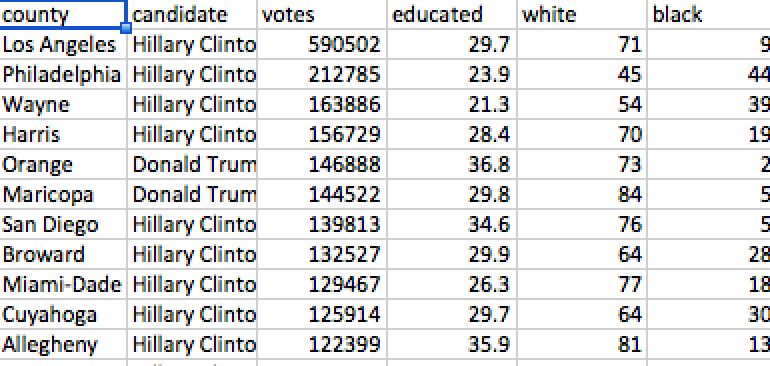 county candidate votes educated white black
Los Angeles Hillary Clinto 590502 29.7 71 9
Philadelphia Hillary Clinto 212785 23.9 45 44
Wayne Hillary Clinto 163886 21.3 54 39
Harris Hillary Clinto 156729 28.4 70 19
Orange Donald Trum 146888 36.8 73 2
Maricopa Donald Trum 144522 29.8 84 5
San Diego Hillary Clinto 139813 34.6 76 5
Broward Hillary Clinto 132527 29.9 64 28
Miami-Dade Hillary Clinto 129467 26.3 77 18
Cuyahoga Hillary Clinto 125914 29.7 64 30
Allegheny Hillary Clinto 122399 35.9 81 13